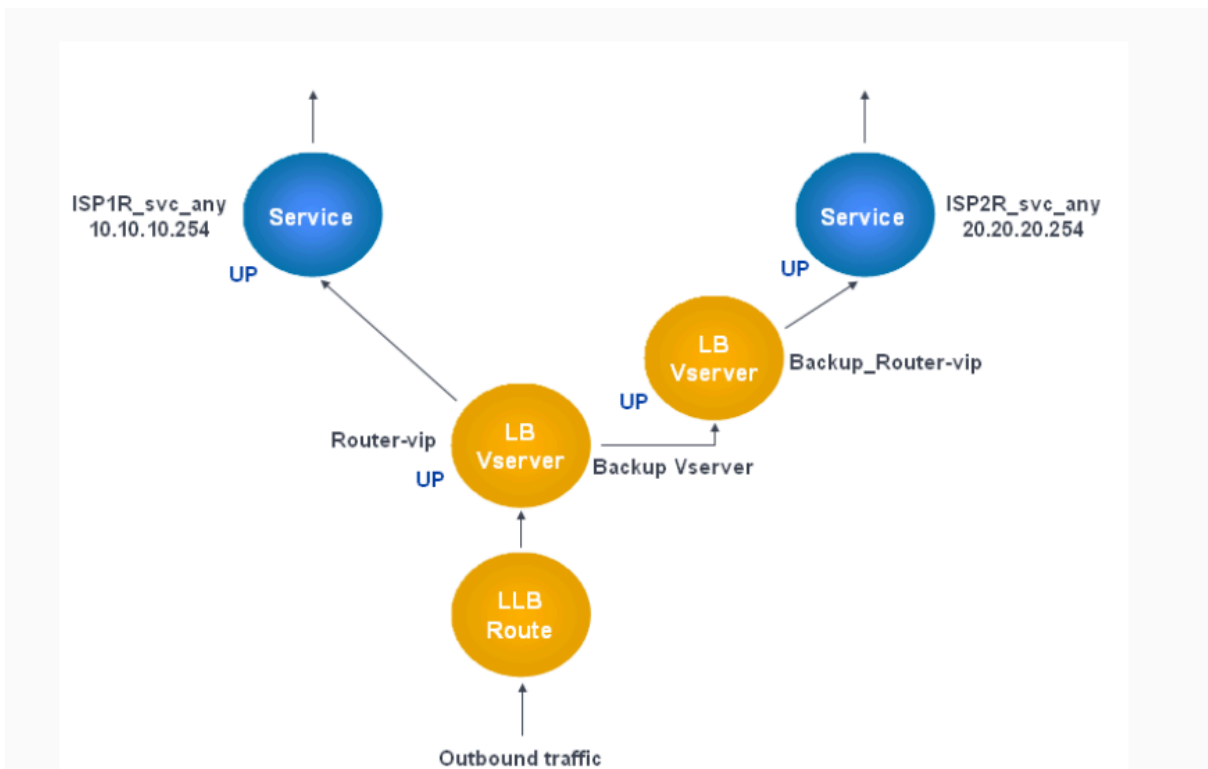 ISP1R_svc_any
10.10.10.254
Service
UP
Service
ISP2R_svc_any
20.20.20.254
UP
LB
Vserver
Backup_Router-vip
UP
Router-vip
LB
Vserver
UP
Backup Vserver
LLB
Route
Outbound traffic